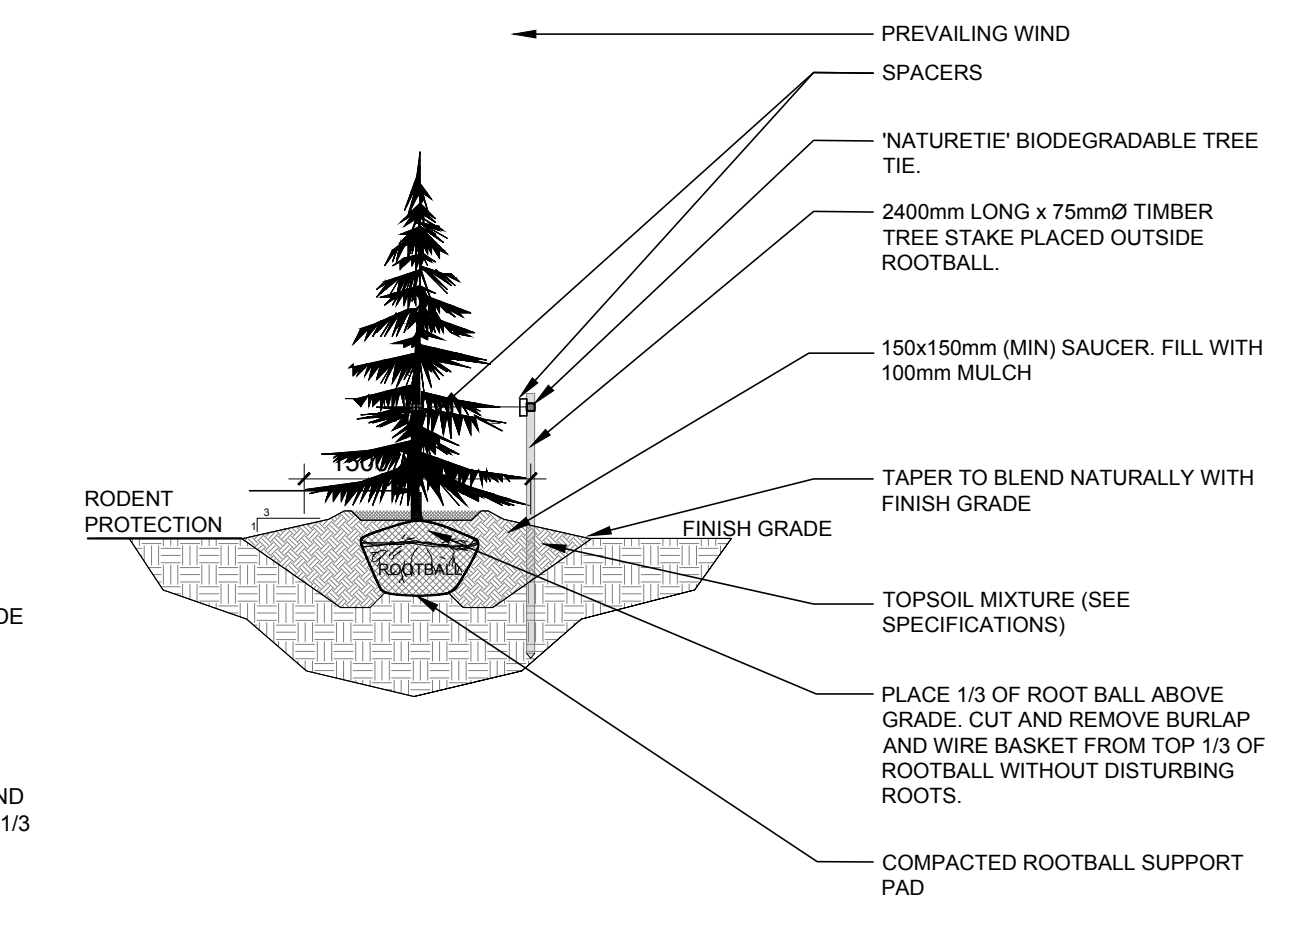 PREVAILING WIND
SPACERS
'NATURETIE' BIODEGRADABLE TREE
TIE.
2400mm LONG x 75mmØ TIMBER
TREE STAKE PLACED OUTSIDE
ROOTBALL.
150x150mm (MIN) SAUCER. FILL WITH
100mm MULCH
1500
TAPER TO BLEND NATURALLY WITH
FINISH GRADE
RODENT
PROTECTION
3
1
FINISH GRADE
ROOTBALL
TOPSOIL MIXTURE (SEE
SPECIFICATIONS)
PLACE 1/3 OF ROOT BALL ABOVE
GRADE. CUT AND REMOVE BURLAP
AND WIRE BASKET FROM TOP 1/3 OF
ROOTBALL WITHOUT DISTURBING
ROOTS.
COMPACTED ROOTBALL SUPPORT
PAD
DE
ND
1/3